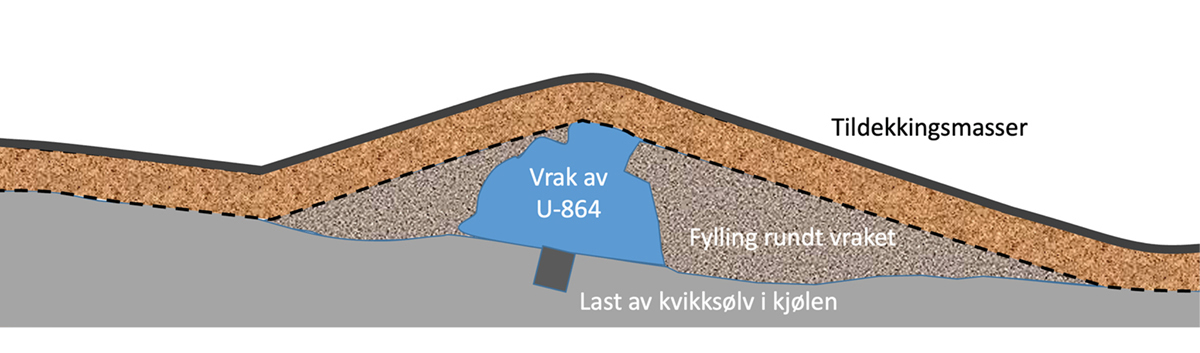 Tildekkingsmasser
Vrak av
U-864
Fylling rundt vraket
Last av kvikksølv i kjølen